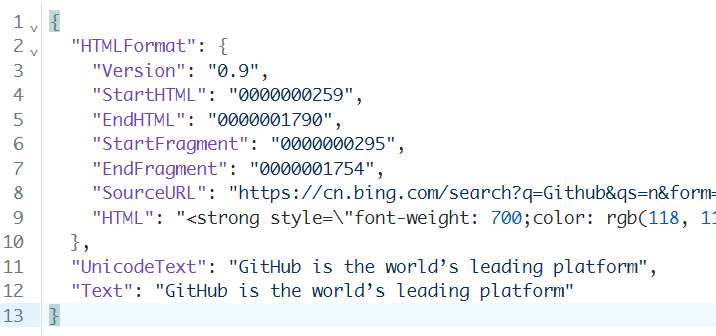 1 {
2 "HTMLFormat": {
3 "Version": "0.9",
4 "StartHTML": "0000000259",
5 "EndHTML": "0000001790",
6 "StartFragment": "0000000295",
7 "EndFragment": "0000001754",
8 "SourceURL": "https://cn.bing.com/search?q=Github&qs=n&form=
9 "HTML": "<strong style=\"font-weight: 700;color: rgb(118, 11
10 },
11 "UnicodeText": "GitHub is the world’s leading platform",
12 "Text": "GitHub is the world’s leading platform"
13 }